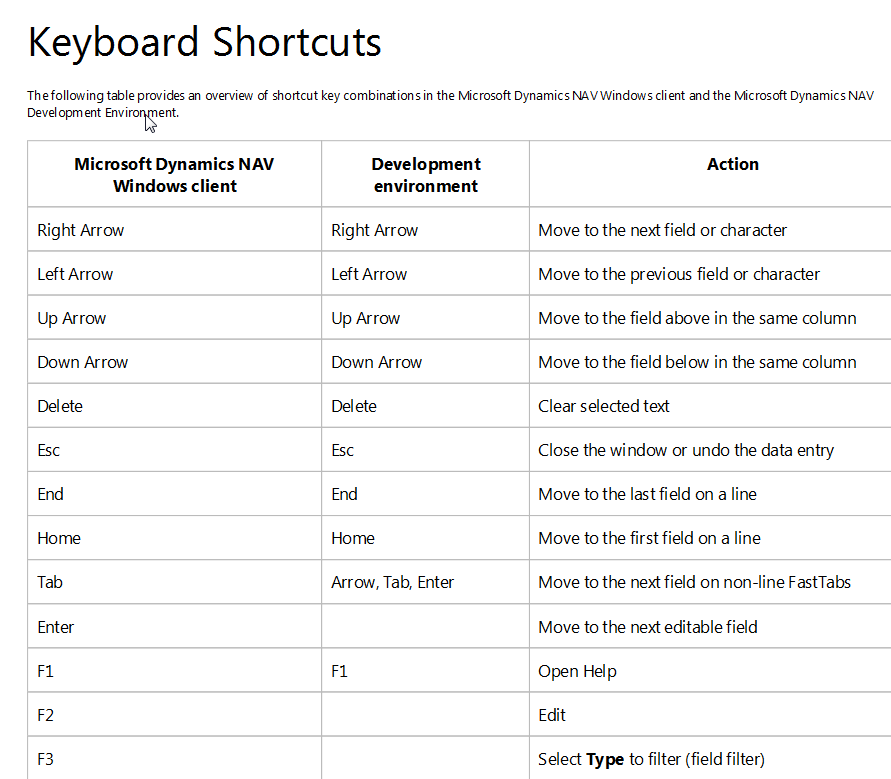 Keyboard Shortcuts
The following table provides an overview of shortcut key combinations in the Microsoft Dynamics NAV Windows client and the Microsoft Dynamics NAV
Development Environment.
Microsoft Dynamics NAV Windows client Development environment Action
Right Arrow Right Arrow Move to the next field or character
Left Arrow Left Arrow Move to the previous field or character
Up Arrow Up Arrow Move to the field above in the same column
Down Arrow Down Arrow Move to the field below in the same column
Delete Delete Clear selected text
Esc Esc Close the window or undo the data entry
End End Move to the last field on a line
Home Home Move to the first field on a line
Tab Arrow, Tab, Enter Move to the next field on non-line FastTabs
Enter Move to the next editable field
F1 F1 Open Help
F2 Edit
F3 Select Type to filter (field filter)